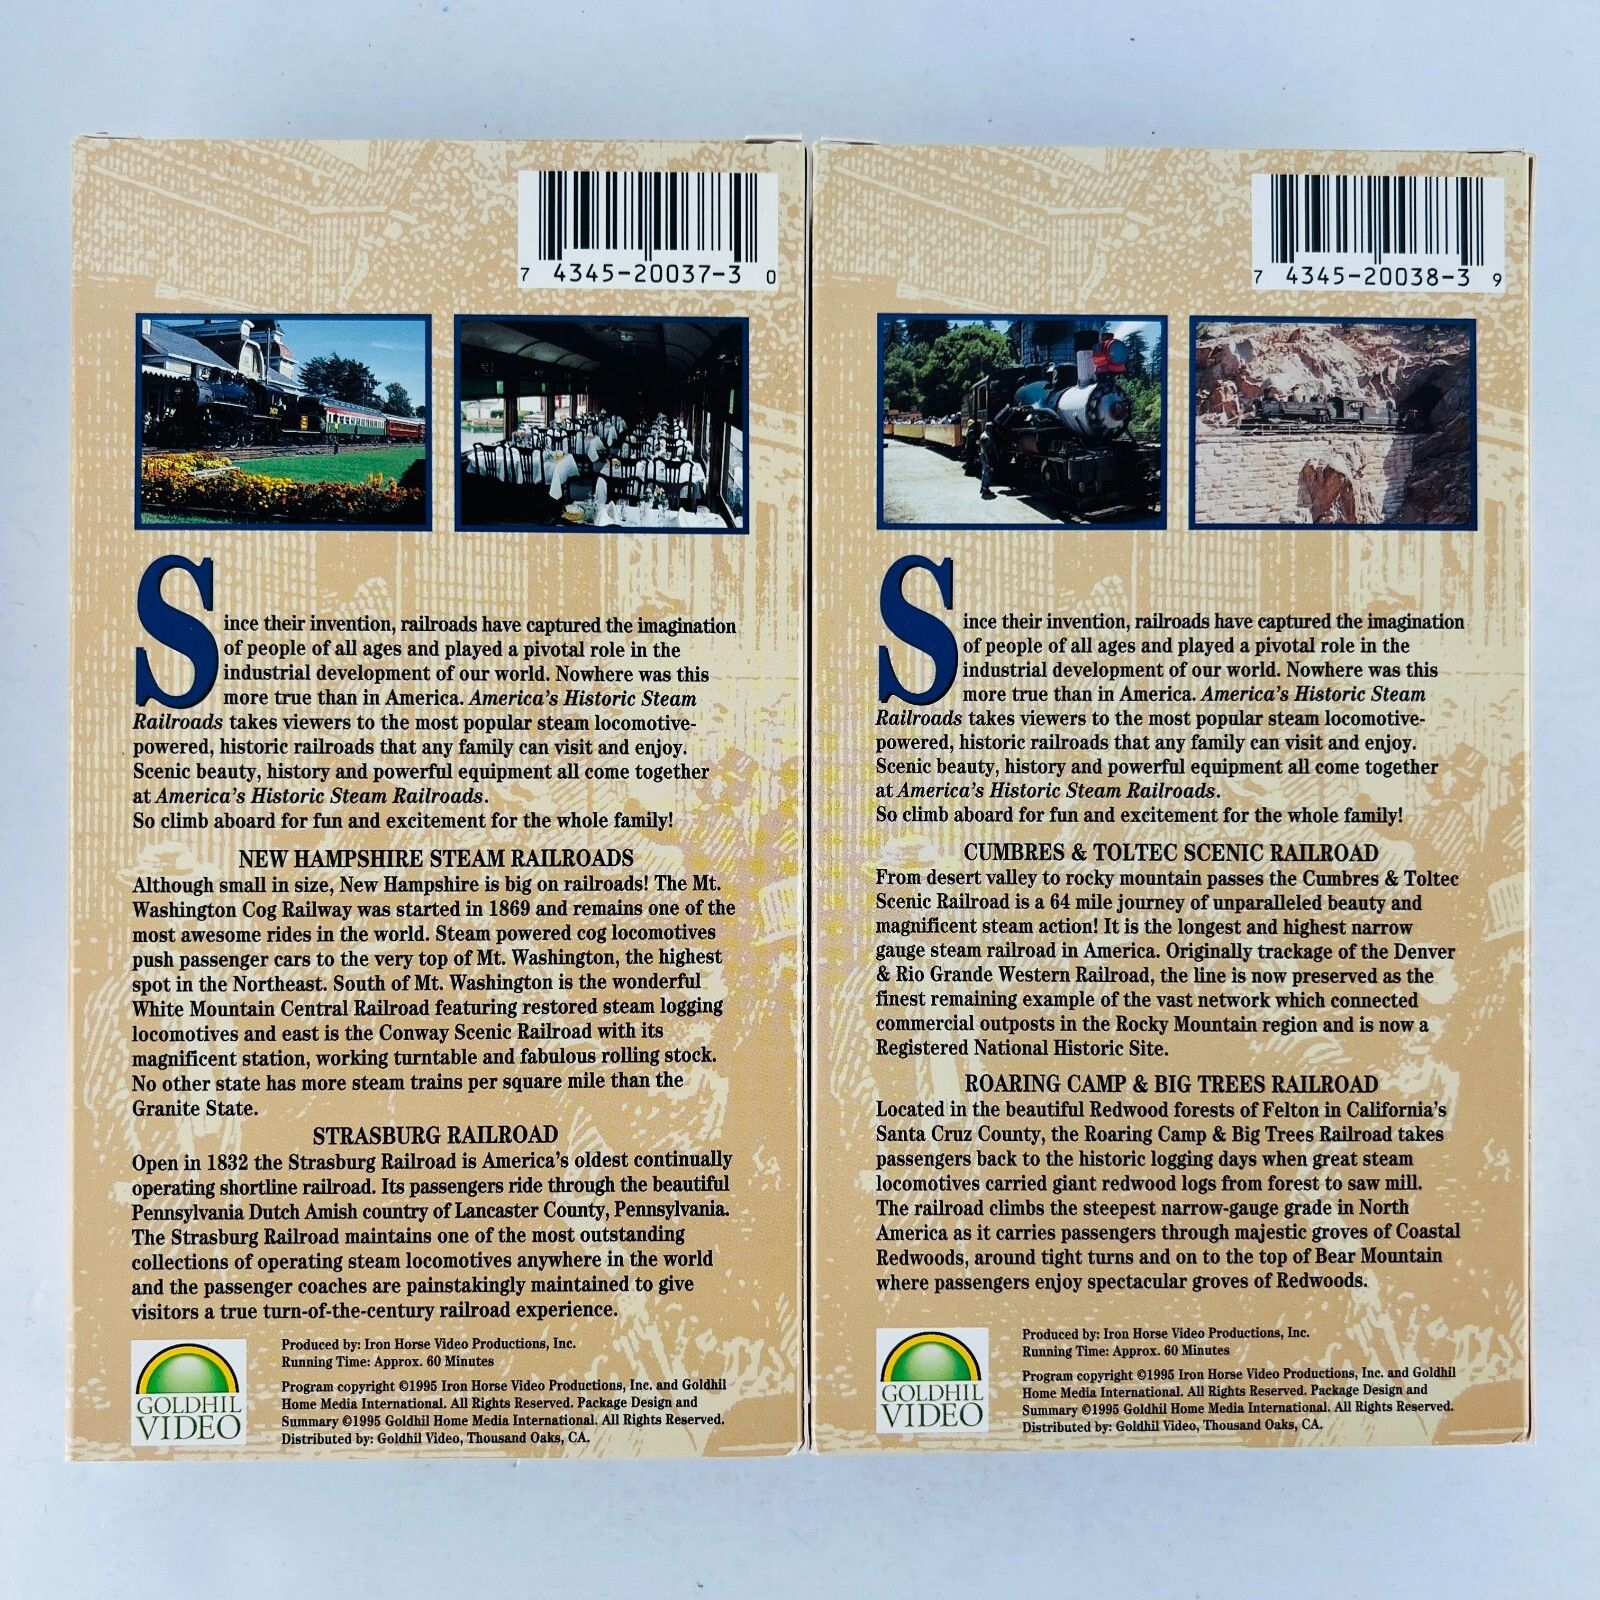 7 4345-20037-3 0
7470
Since their invention, railroads have captured the imagination
of people of all ages and played a pivotal role in the
industrial development of our world. Nowhere was this
more true than in America. America's Historic Steam
Railroads takes viewers to the most popular steam locomotive-
powered, historic railroads that any family can visit and enjoy.
Scenic beauty, history and powerful equipment all come together
at America's Historic Steam Railroads.
So climb aboard for fun and excitement for the whole family!
NEW HAMPSHIRE STEAM RAILROADS
Although small in size, New Hampshire is big on railroads! The Mt.
Washington Cog Railway was started in 1869 and remains one of the
most awesome rides in the world. Steam powered cog locomotives
push passenger cars to the very top of Mt. Washington, the highest
spot in the Northeast. South of Mt. Washington is the wonderful
White Mountain Central Railroad featuring restored steam logging
locomotives and east is the Conway Scenic Railroad with its
magnificent station, working turntable and fabulous rolling stock.
No other state has more steam trains per square mile than the
Granite State.
STRASBURG RAILROAD
Open in 1832 the Strasburg Railroad is America's oldest continually
operating shortline railroad. Its passengers ride through the beautiful
Pennsylvania Dutch Amish country of Lancaster County, Pennsylvania.
The Strasburg Railroad maintains one of the most outstanding
collections of operating steam locomotives anywhere in the world
and the passenger coaches are painstakingly maintained to give
visitors a true turn-of-the-century railroad experience.
GOLDHIL
VIDEO
Produced by: Iron Horse Video Productions, Inc.
Running Time: Approx. 60 Minutes
Program copyright ©1995 Iron Horse Video Productions, Inc. and Goldhil
Home Media International. All Rights Reserved. Package Design and
Summary ©1995 Goldhil Home Media International. All Rights Reserved.
Distributed by: Goldhil Video, Thousand Oaks, CA.
7 4345-20038-3 9
Since their invention, railroads have captured the imagination
of people of all ages and played a pivotal role in the
industrial development of our world. Nowhere was this
more true than in America. America's Historic Steam
Railroads takes viewers to the most popular steam locomotive-
powered, historic railroads that any family can visit and enjoy.
Scenic beauty, history and powerful equipment all come together
at America's Historic Steam Railroads.
So climb aboard for fun and excitement for the whole family!
CUMBRES & TOLTEC SCENIC RAILROAD
From desert valley to rocky mountain passes the Cumbres & Toltec
Scenic Railroad is a 64 mile journey of unparalleled beauty and
magnificent steam action! It is the longest and highest narrow
gauge steam railroad in America. Originally trackage of the Denver
& Rio Grande Western Railroad, the line is now preserved as the
finest remaining example of the vast network which connected
commercial outposts in the Rocky Mountain region and is now a
Registered National Historic Site.
ROARING CAMP & BIG TREES RAILROAD
Located in the beautiful Redwood forests of Felton in California's
Santa Cruz County, the Roaring Camp & Big Trees Railroad takes
passengers back to the historic logging days when great steam
locomotives carried giant redwood logs from forest to saw mill.
The railroad climbs the steepest narrow-gauge grade in North
America as it carries passengers through majestic groves of Coastal
Redwoods, around tight turns and on to the top of Bear Mountain
where passengers enjoy spectacular groves of Redwoods.
GOLDHIL
VIDEO
Produced by: Iron Horse Video Productions, Inc.
Running Time: Approx. 60 Minutes
Program copyright ©1995 Iron Horse Video Productions, Inc. and Goldhil
Home Media International. All Rights Reserved. Package Design and
Summary ©1995 Goldhil Home Media International. All Rights Reserved.
Distributed by: Goldhil Video, Thousand Oaks, CA.